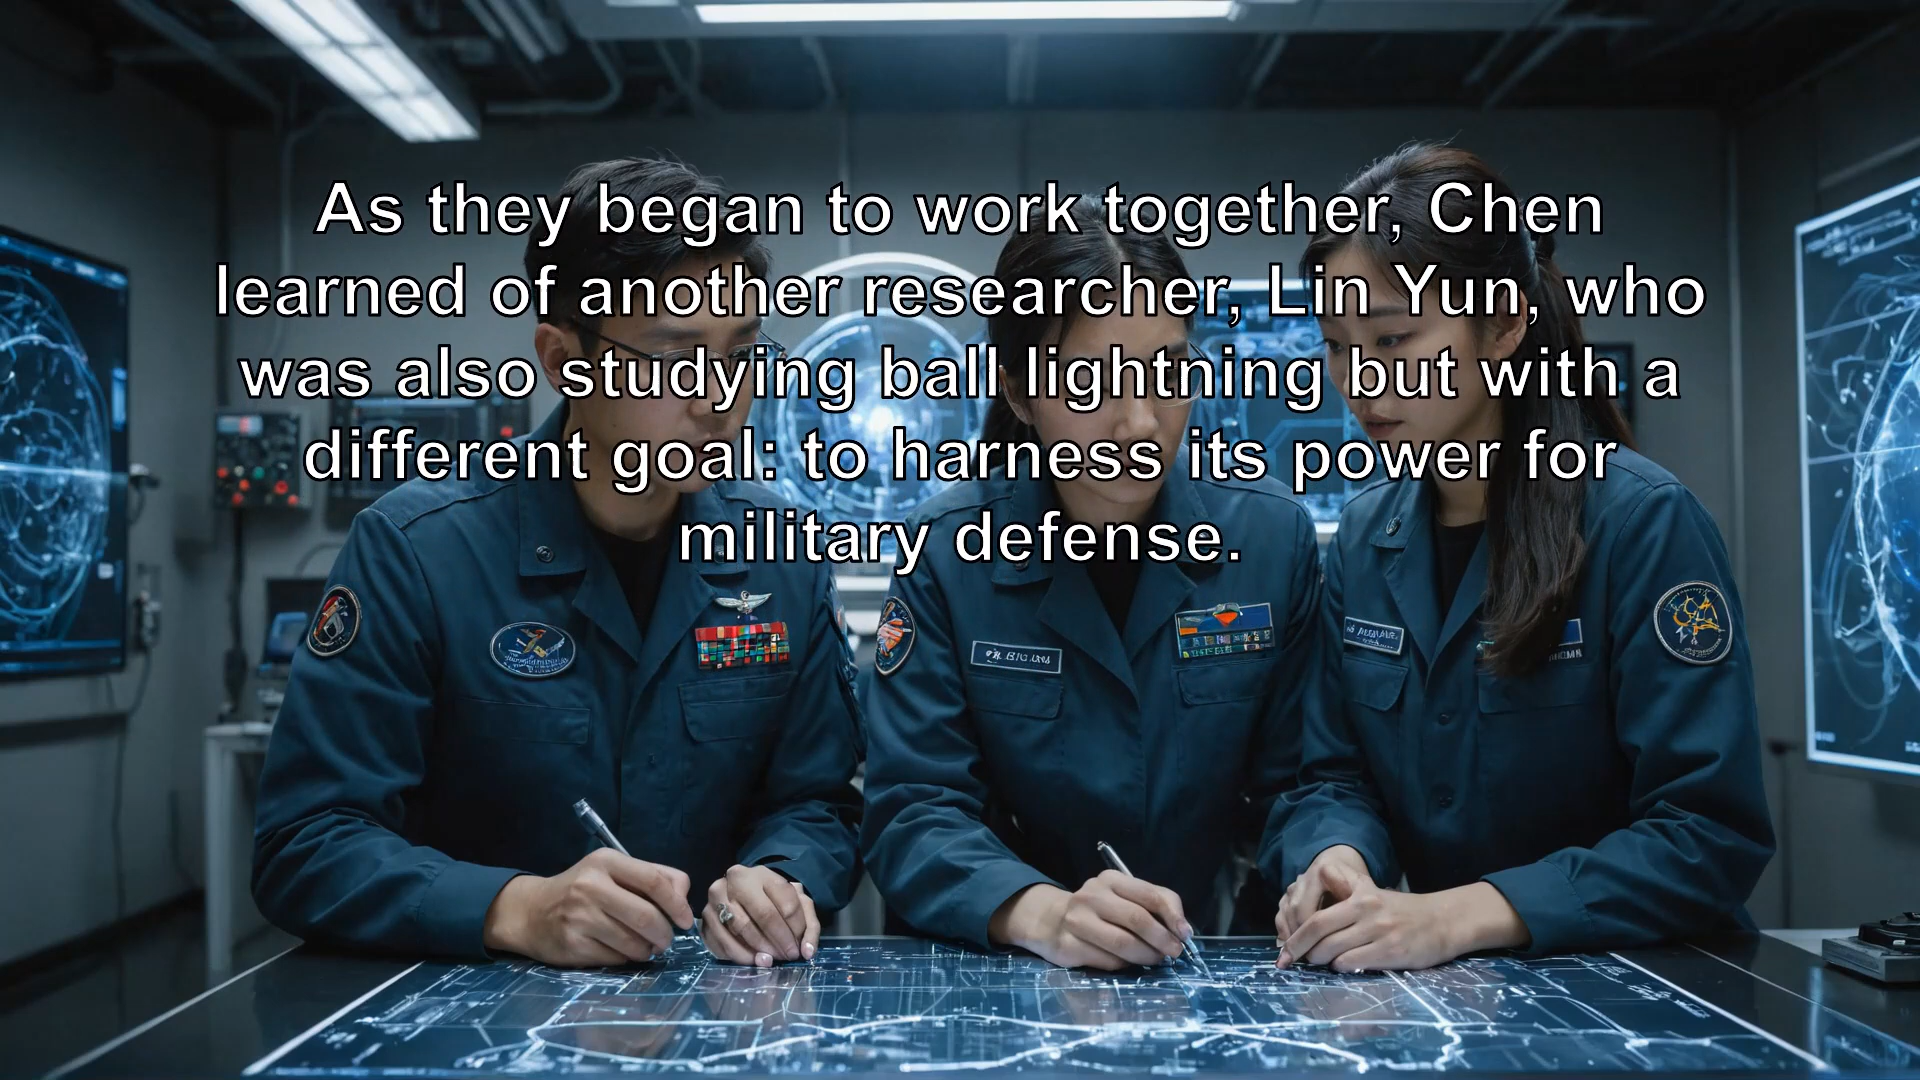 As they began to work together, Chen
learned of another researcher, Lin Yun, who
was also studying ball lightning but with a
different goal: to harness its power for
military defense.